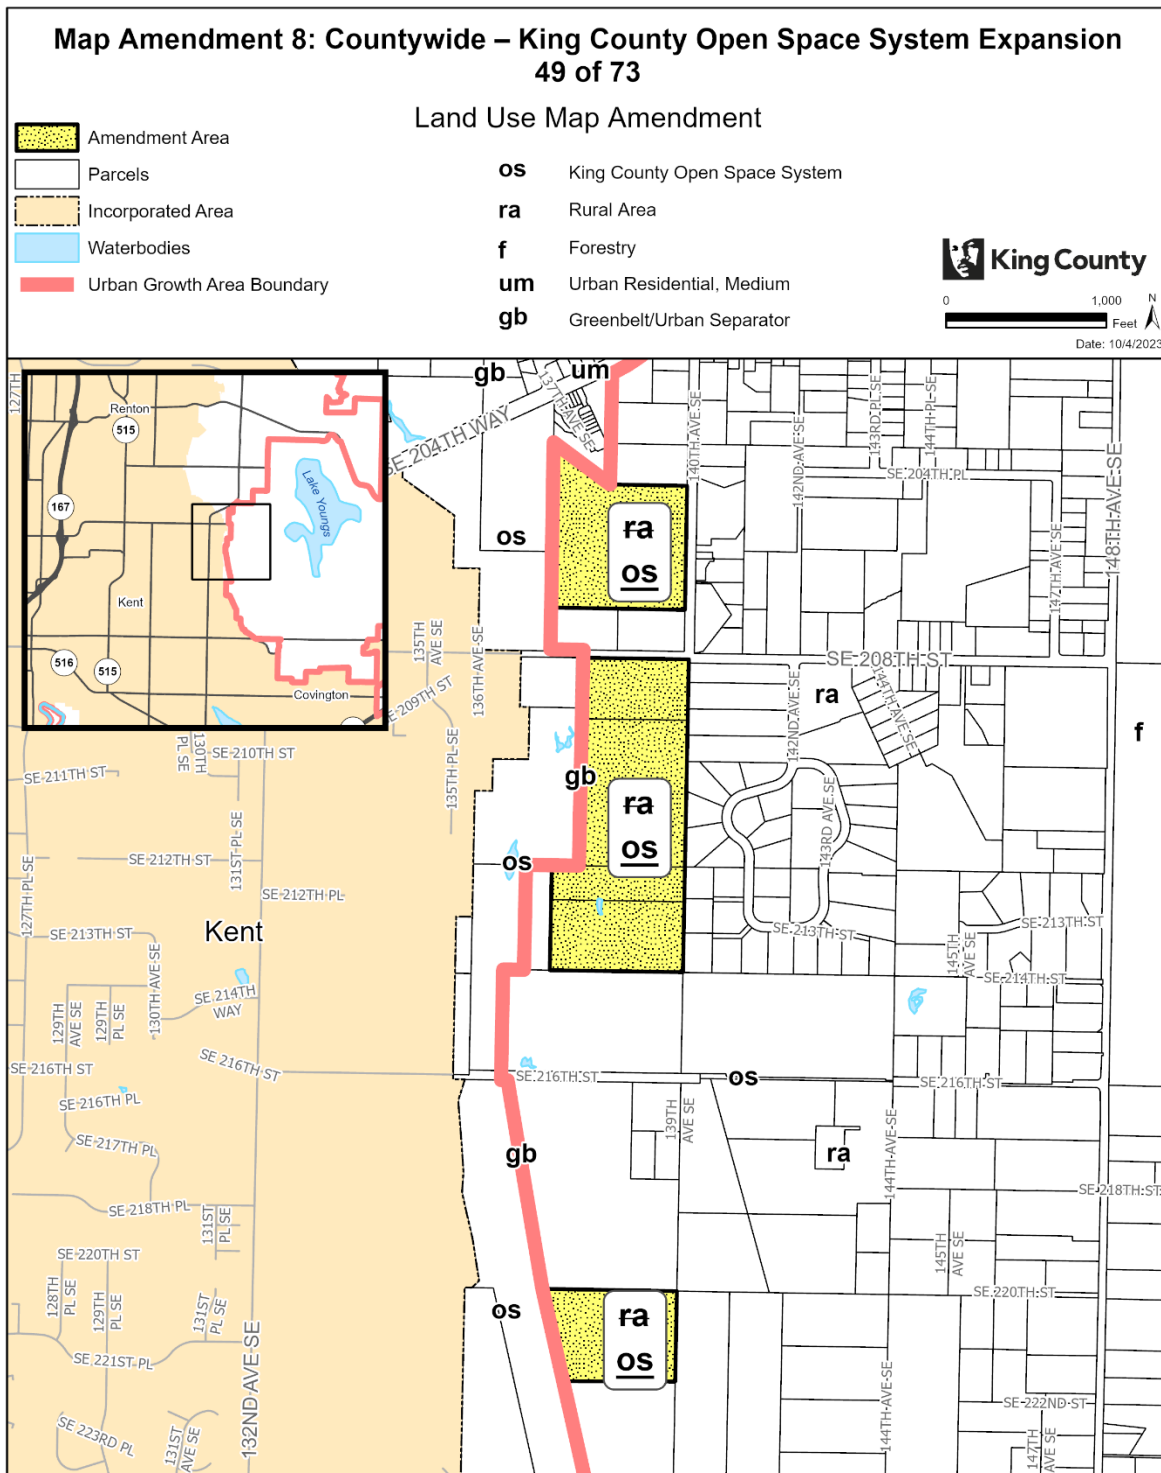 Map Amendment 8: Countywide – King County Open Space System Expansion
49 of 73
Land Use Map Amendment
Amendment Area
Parcels
Incorporated Area
Waterbodies
Urban Growth Area Boundary
os King County Open Space System
ra Rural Area
f Forestry
um Urban Residential, Medium
gb Greenbelt/Urban Separator
King County
0 1,000
Feet
N
Date: 10/4/2023
127TH
Renton
515
167
Lake Youngs
Kent
516
515
Covington
gb
um
137TH AVE SE
SE 204TH WAY
140TH AVE SE
142ND AVE SE
143RD PL SE
144TH PL SE
SE 204TH PL
148TH AVE SE
147TH AVE SE
os
ra
os
135TH
AVE SE
136TH AVE SE
SE 208TH ST
SE 209TH ST
ra
142ND AVE SE
144TH AVE SE
f
130TH
PL SE
SE 210TH ST
SE 211TH ST
135TH PL SE
gb
ra
os
143RD AVE SE
131ST PL SE
SE 212TH ST
os
127TH PL SE
SE 212TH PL
Kent
SE 213TH ST
SE 213TH ST
SE 213TH ST
145TH
AVE SE
130TH AVE SE
SE 214TH ST
SE 214TH
WAY
129TH
AVE SE
129TH
PL SE
SE 216TH ST
SE 216TH ST
SE 216TH ST
os
SE 216TH ST
SE 216TH PL
139TH
AVE SE
SE 217TH PL
gb
ra
144TH AVE SE
SE 218TH ST
SE 218TH PL
131ST
PL SE
145TH
AVE SE
SE 220TH ST
128TH
PL SE
129TH
PL SE
131ST
PL SE
SE 220TH ST
os
ra
os
132ND AVE SE
SE 221ST PL
144TH AVE SE
SE 222ND ST
SE 223RD PL
131ST
AVE SE
147TH
AVE SE